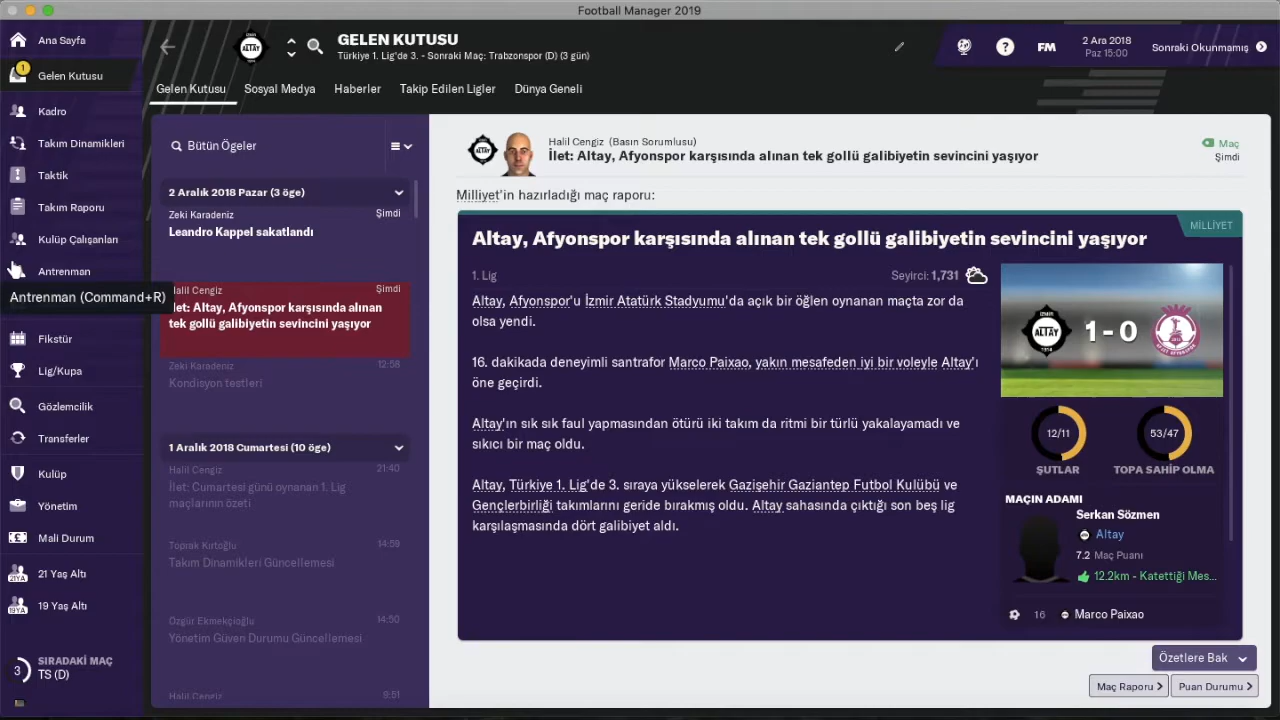 Football Manager 2019
Ana Sayfa
1
Gelen Kutusu
Kadro
Takım Dinamikleri
Taktik
Takım Raporu
Kulüp Çalışanları
Antrenman
Antrenman (Command+R)
Fikstür
Lig/Kupa
Gözlemcilik
Transferler
Kulüp
Yönetim
Mali Durum
21YA
21 Yaş Altı
19YA
19 Yaş Altı
3
SIRADAKİ MAÇ
TS (D)
ALTAY
GELEN KUTUSU
Türkiye 1. Lig'de 3. - Sonraki Maç: Trabzonspor (D) (3 gün)
?
FM
2 Ara 2018
Paz 15:00
Sonraki Okunmamış
Gelen Kutusu
Sosyal Medya
Haberler
Takip Edilen Ligler
Dünya Geneli
Bütün Ögeler
2 Aralık 2018 Pazar (3 öge)
Zeki Karadeniz
Şimdi
Leandro Kappel sakatlandı
Halil Cengiz
Şimdi
İlet: Altay, Afyonspor karşısında alınan
tek gollü galibiyetin sevincini yaşıyor
Zeki Karadeniz
12:58
Kondisyon testleri
1 Aralık 2018 Cumartesi (10 öge)
Halil Cengiz
21:40
İlet: Cumartesi günü oynanan 1. Lig
maçlarının özeti
Toprak Kırtoğlu
14:59
Takım Dinamikleri Güncellemesi
Özgür Ekmekçioğlu
14:50
Yönetim Güven Durumu Güncellemesi
Halil Cengiz
9:51
ALTAY
Halil Cengiz (Basın Sorumlusu)
İlet: Altay, Afyonspor karşısında alınan tek gollü galibiyetin sevincini yaşıyor
Maç
Şimdi
Milliyet'in hazırladığı maç raporu:
MİLLİYET
Altay, Afyonspor karşısında alınan tek gollü galibiyetin sevincini yaşıyor
1. Lig
Seyirci: 1,731
Altay, Afyonspor'u İzmir Atatürk Stadyumu'da açık bir öğlen oynanan maçta zor da
olsa yendi.
16. dakikada deneyimli santrafor Marco Paixao, yakın mesafeden iyi bir voleyle Altay'ı
öne geçirdi.
Altay'ın sık sık faul yapmasından ötürü iki takım da ritmi bir türlü yakalayamadı ve
sıkıcı bir maç oldu.
Altay, Türkiye 1. Lig'de 3. sıraya yükselerek Gazişehir Gaziantep Futbol Kulübü ve
Gençlerbirliği takımlarını geride bırakmış oldu. Altay sahasında çıktığı son beş lig
karşılaşmasında dört galibiyet aldı.
ALTAY
1 - 0
12/11
ŞUTLAR
53/47
TOPA SAHİP OLMA
MAÇIN ADAMI
Serkan Sözmen
Altay
7.2 Maç Puanı
12.2km - Katettiği Mes...
16
Marco Paixao
Özetlere Bak
Maç Raporu
Puan Durumu